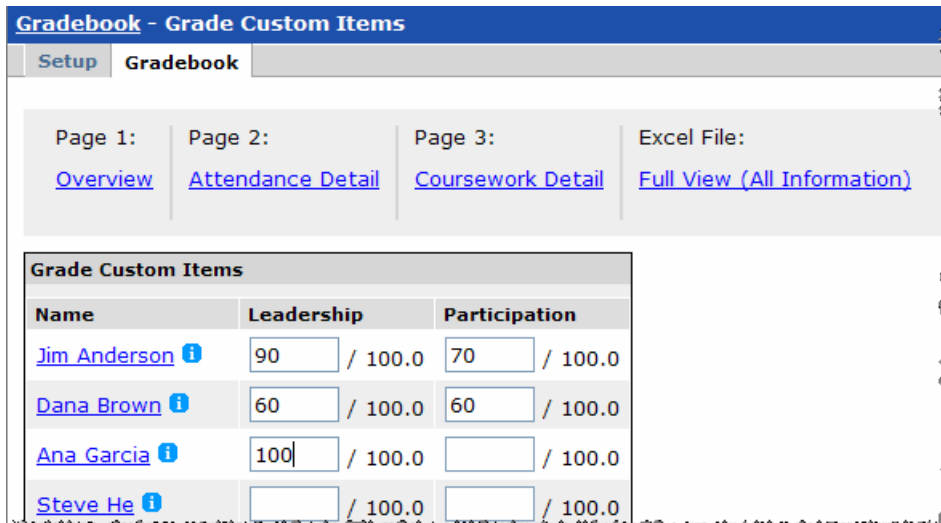 Gradebook - Grade Custom Items
Setup Gradebook
Page 1: Page 2: Page 3: Excel File:
Overview Attendance Detail Coursework Detail Full View (All Information)
Grade Custom Items
Name Leadership Participation
Jim Anderson i 90 / 100.0 70 / 100.0
Dana Brown i 60 / 100.0 60 / 100.0
Ana Garcia i 100 / 100.0 / 100.0
Steve He i / 100.0 / 100.0